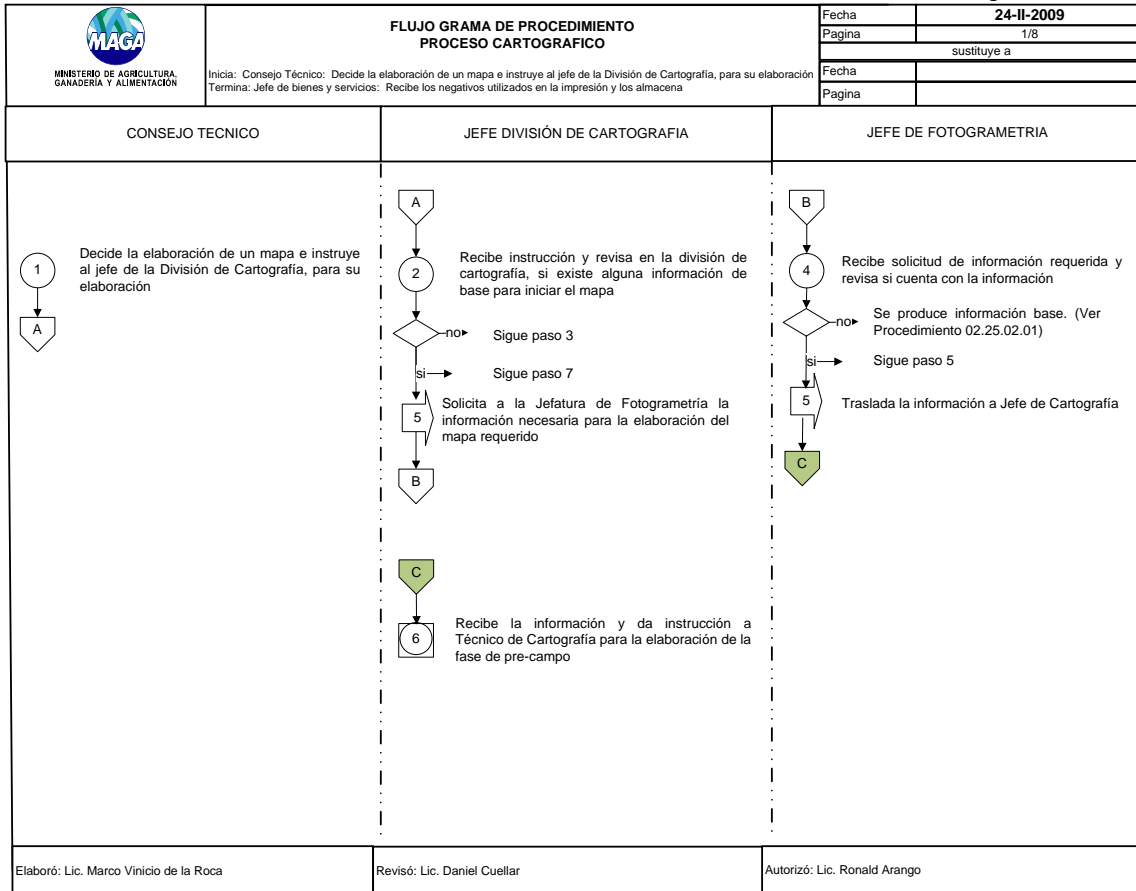 MAGA
MINISTERIO DE AGRICULTURA,
GANADERÍA Y ALIMENTACIÓN
FLUJO GRAMA DE PROCEDIMIENTO
PROCESO CARTOGRAFICO
Inicia: Consejo Técnico: Decide la elaboración de un mapa e instruye al jefe de la División de Cartografía, para su elaboración
Termina: Jefe de bienes y servicios: Recibe los negativos utilizados en la impresión y los almacena
Fecha 24-II-2009
Pagina 1/8
sustituye a
Fecha
Pagina
CONSEJO TECNICO
JEFE DIVISIÓN DE CARTOGRAFIA
JEFE DE FOTOGRAMETRIA
1
Decide la elaboración de un mapa e instruye
al jefe de la División de Cartografía, para su
elaboración
A
A
2
Recibe instrucción y revisa en la división de
cartografía, si existe alguna información de
base para iniciar el mapa
no
Sigue paso 3
si
Sigue paso 7
5
Solicita a la Jefatura de Fotogrametría la
información necesaria para la elaboración del
mapa requerido
B
C
6
Recibe la información y da instrucción a
Técnico de Cartografía para la elaboración de la
fase de pre-campo
B
4
Recibe solicitud de información requerida y
revisa si cuenta con la información
no
Se produce información base. (Ver
Procedimiento 02.25.02.01)
si
Sigue paso 5
5
Traslada la información a Jefe de Cartografía
C
Elaboró: Lic. Marco Vinicio de la Roca
Revisó: Lic. Daniel Cuellar
Autorizó: Lic. Ronald Arango